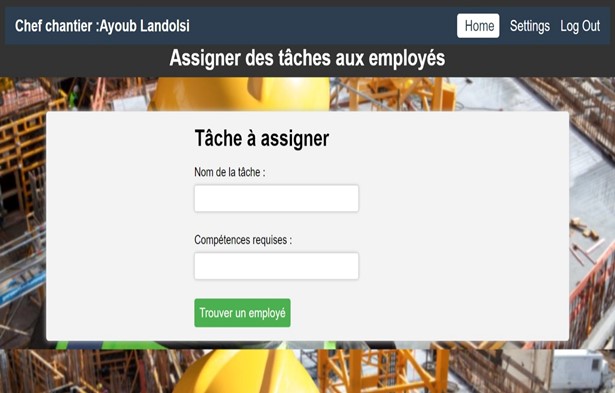 Chef chantier :Ayoub Landolsi
Home Settings Log Out
Assigner des tâches aux employés
Tâche à assigner
Nom de la tâche :
Compétences requises :
Trouver un employé